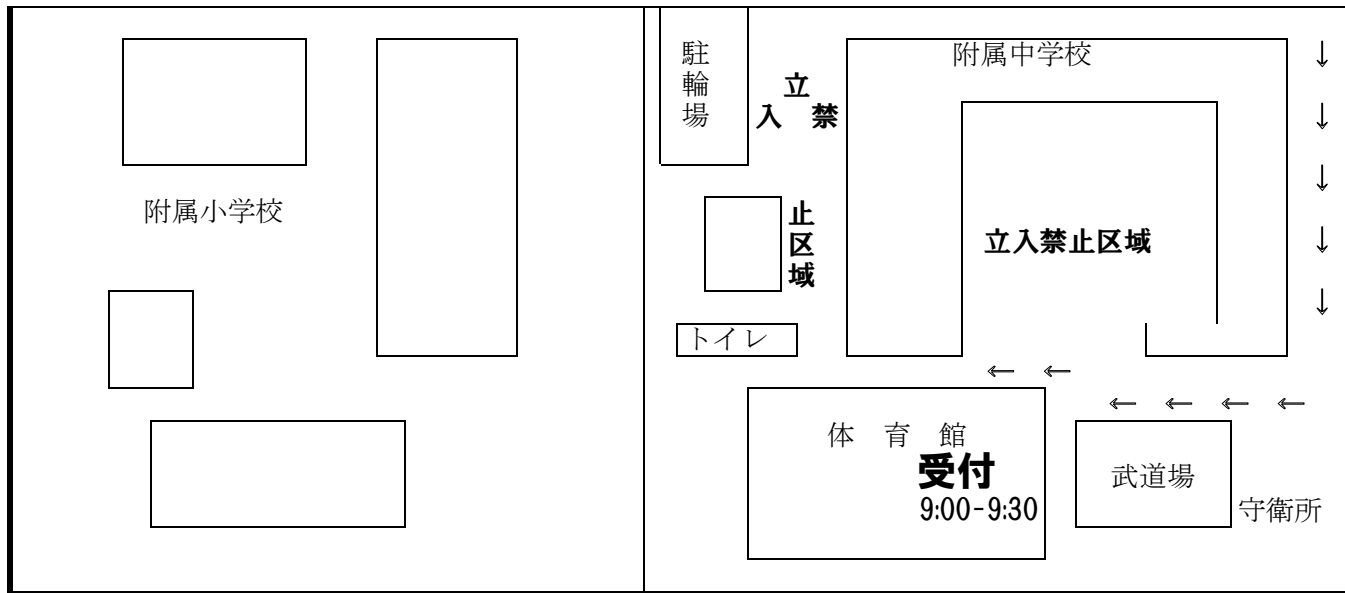 附属小学校
駐輪場
立入禁
止区域
附属中学校
↓
↓
↓
↓
↓
立入禁止区域
トイレ
← ←
← ← ← ←
体 育 館
受付
9:00-9:30
武道場
守衛所